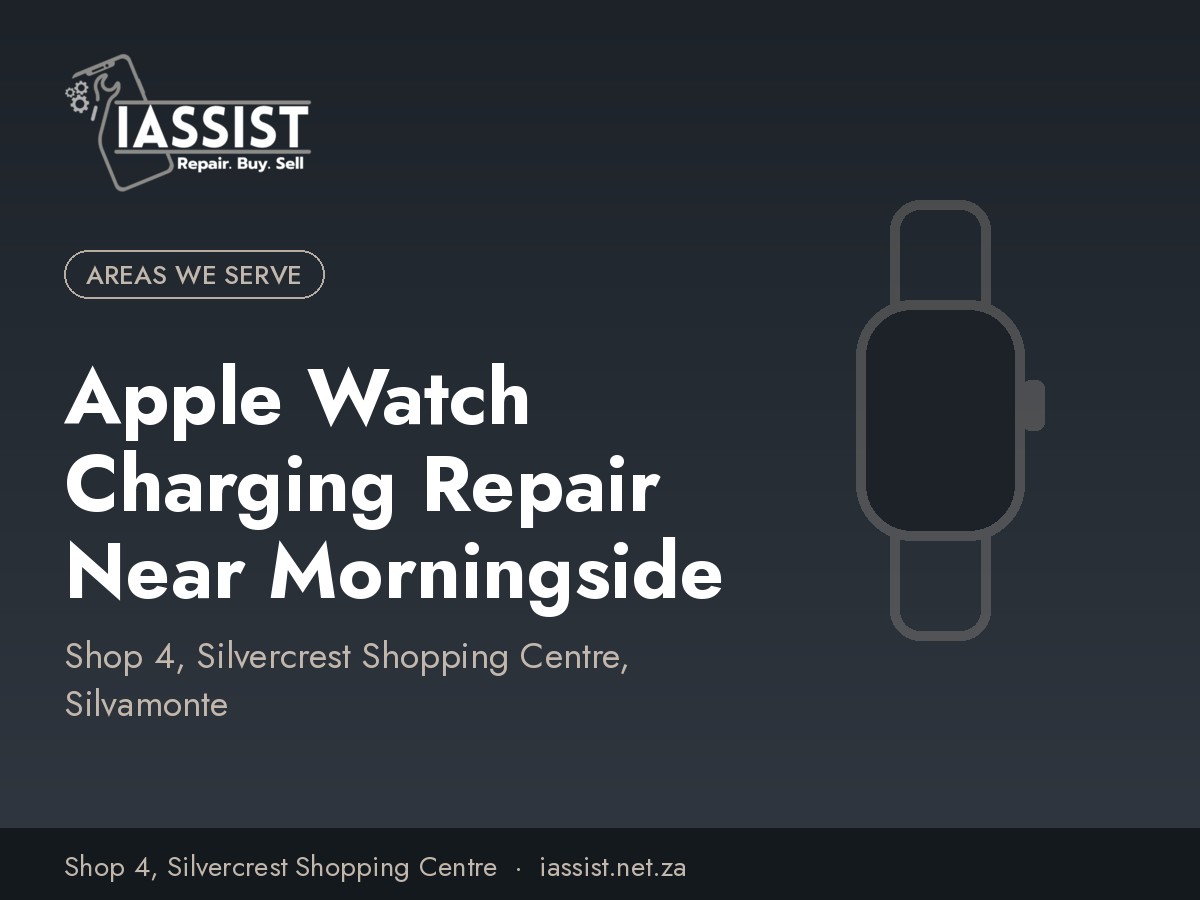 IASSIST
Repair. Buy. Sell
AREAS WE SERVE
Apple Watch
Charging Repair
Near Morningside
Shop 4, Silvercrest Shopping Centre,
Silvamonte
Shop 4, Silvercrest Shopping Centre · iassist.net.za